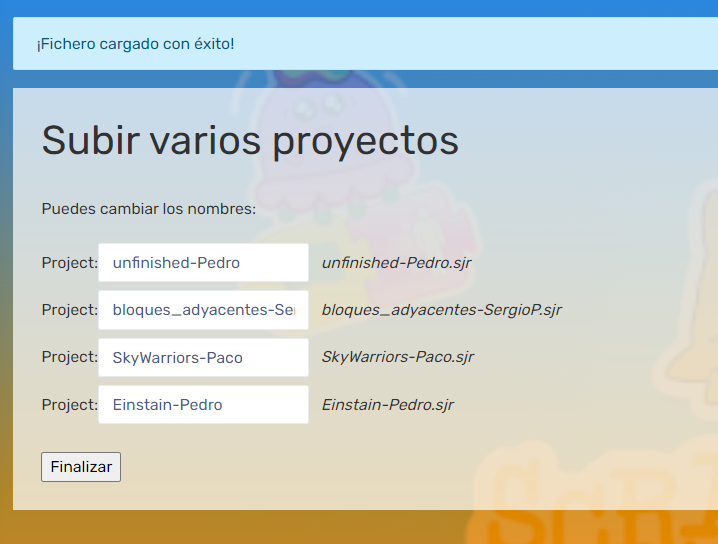 ¡Fichero cargado con éxito!
Subir varios proyectos
Puedes cambiar los nombres:
Project: unfinished-Pedro unfinished-Pedro.sjr
Project: bloques_adyacentes-Se bloques_adyacentes-SergioP.sjr
Project: SkyWarriors-Paco SkyWarriors-Paco.sjr
Project: Einstain-Pedro Einstain-Pedro.sjr
Finalizar